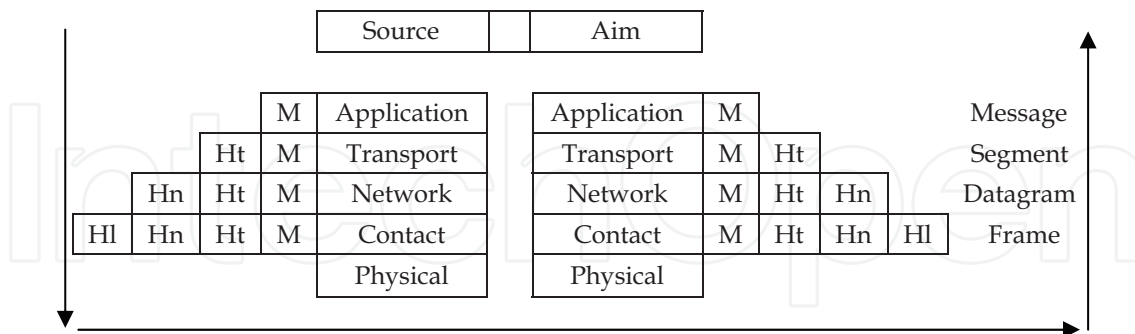 Source Aim
M Application Application M Message
Ht M Transport Transport M Ht Segment
Hn Ht M Network Network M Ht Hn Datagram
Hl Hn Ht M Contact Contact M Ht Hn Hl Frame
Physical Physical
IntechOpen